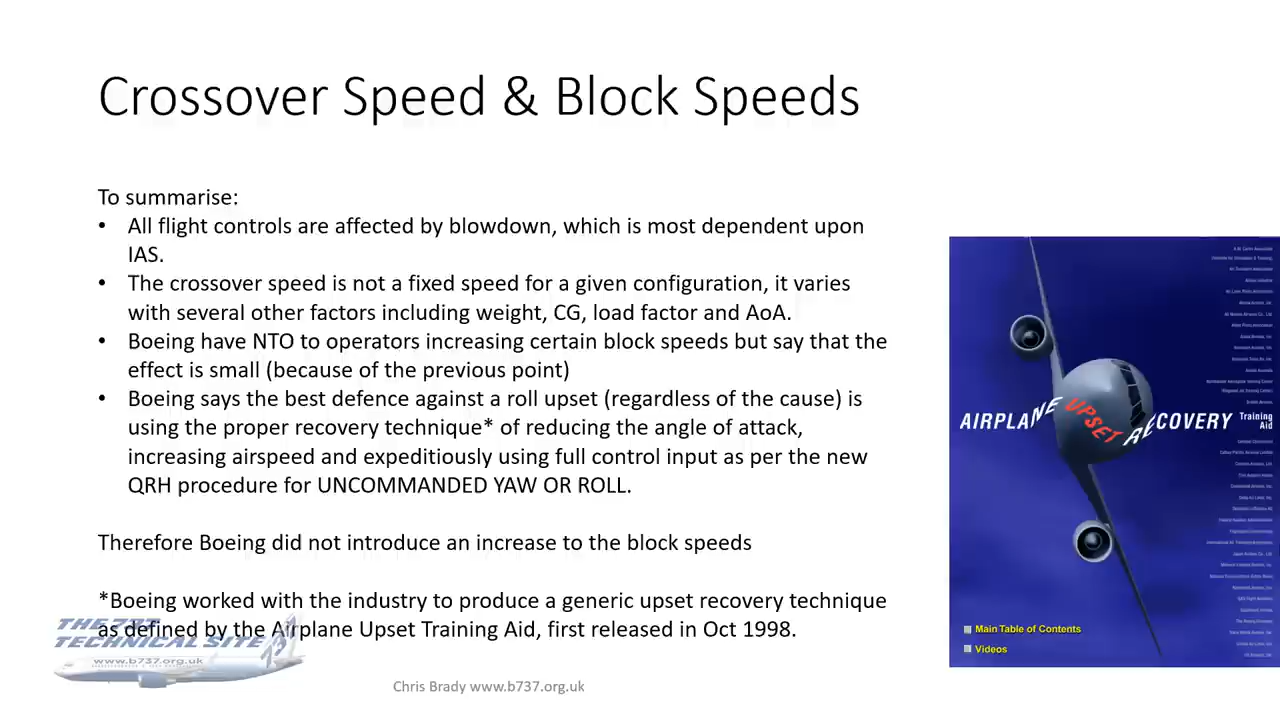 Crossover Speed & Block Speeds
To summarise:
• All flight controls are affected by blowdown, which is most dependent upon
IAS.
• The crossover speed is not a fixed speed for a given configuration, it varies
with several other factors including weight, CG, load factor and AoA.
• Boeing have NTO to operators increasing certain block speeds but say that the
effect is small (because of the previous point)
• Boeing says the best defence against a roll upset (regardless of the cause) is
using the proper recovery technique* of reducing the angle of attack,
increasing airspeed and expeditiously using full control input as per the new
QRH procedure for UNCOMMANDED YAW OR ROLL.
Therefore Boeing did not introduce an increase to the block speeds
*Boeing worked with the industry to produce a generic upset recovery technique
as defined by the Airplane Upset Training Aid, first released in Oct 1998.
THE 737
TECHNICAL SITE
www.b737.org.uk
Chris Brady www.b737.org.uk
AIRPLANE UPSET RECOVERY Training
Aid
Main Table of Contents
Videos